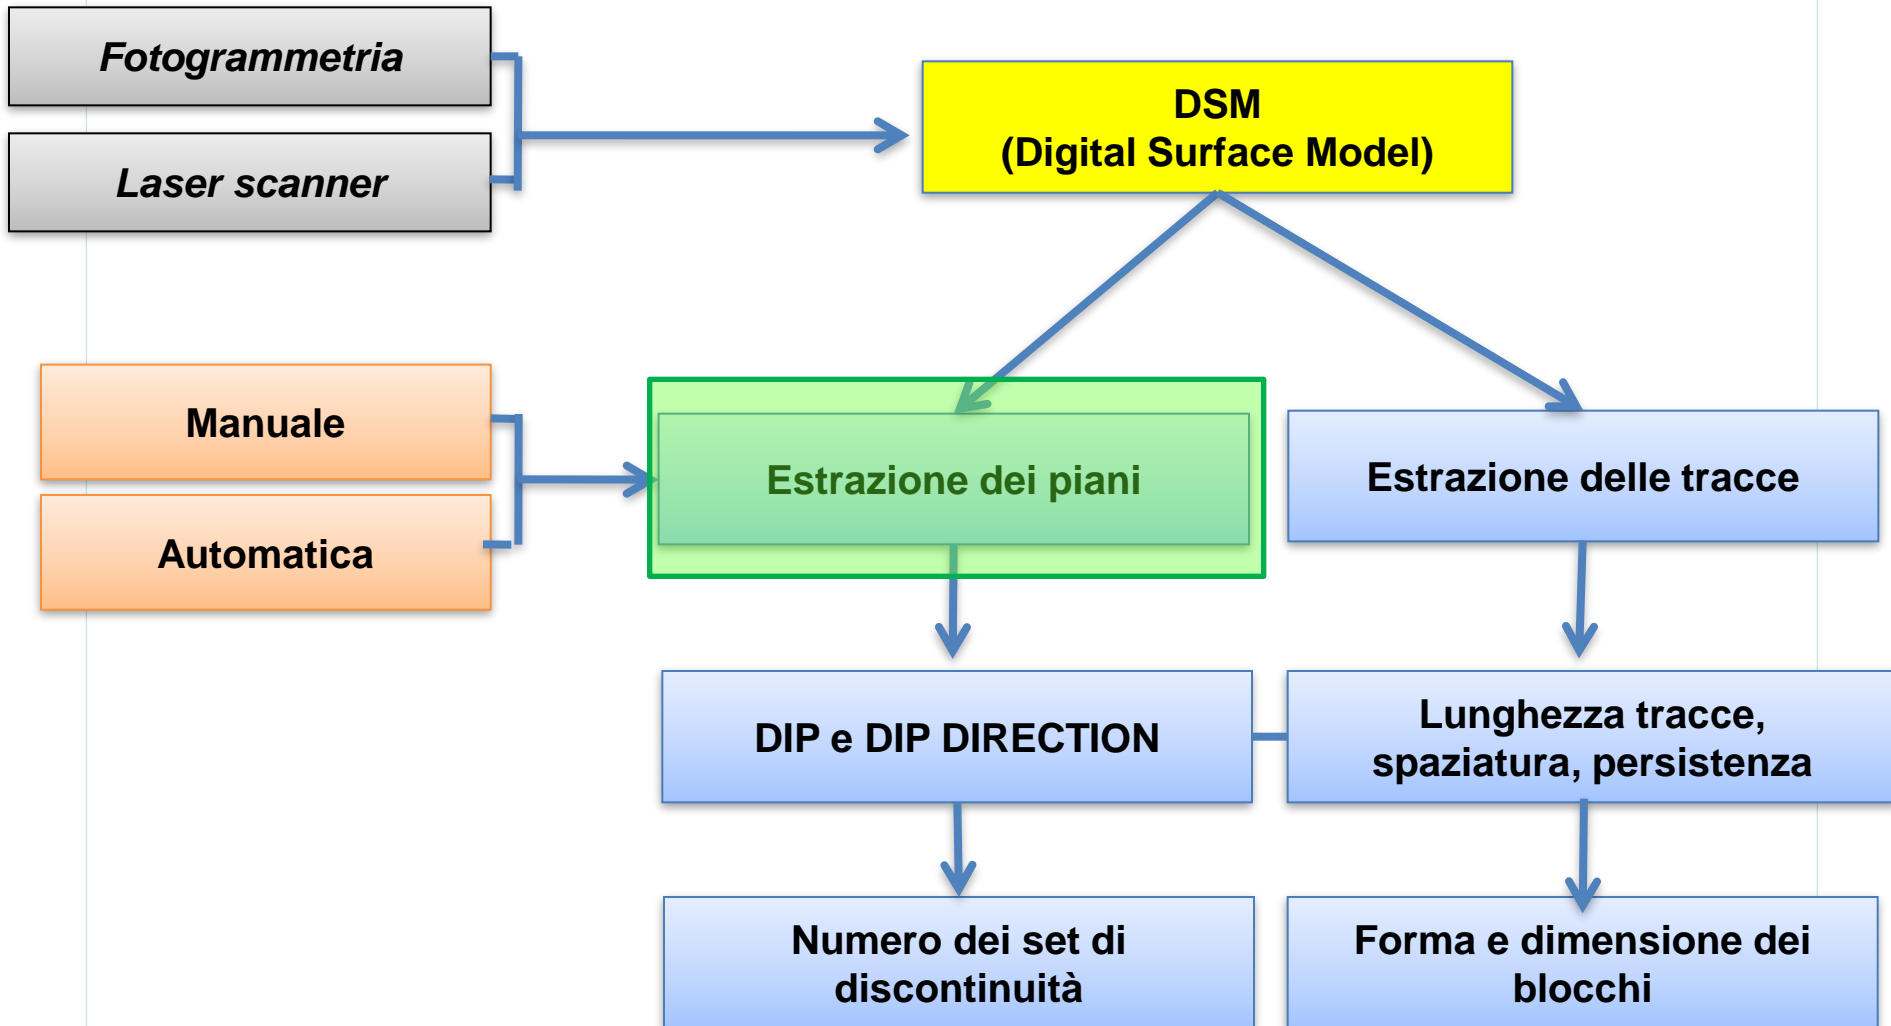 Fotogrammetria
Laser scanner
DSM
(Digital Surface Model)
Manuale
Automatica
Estrazione dei piani
Estrazione delle tracce
DIP e DIP DIRECTION
Lunghezza tracce,
spaziatura, persistenza
Numero dei set di
discontinuità
Forma e dimensione dei
blocchi